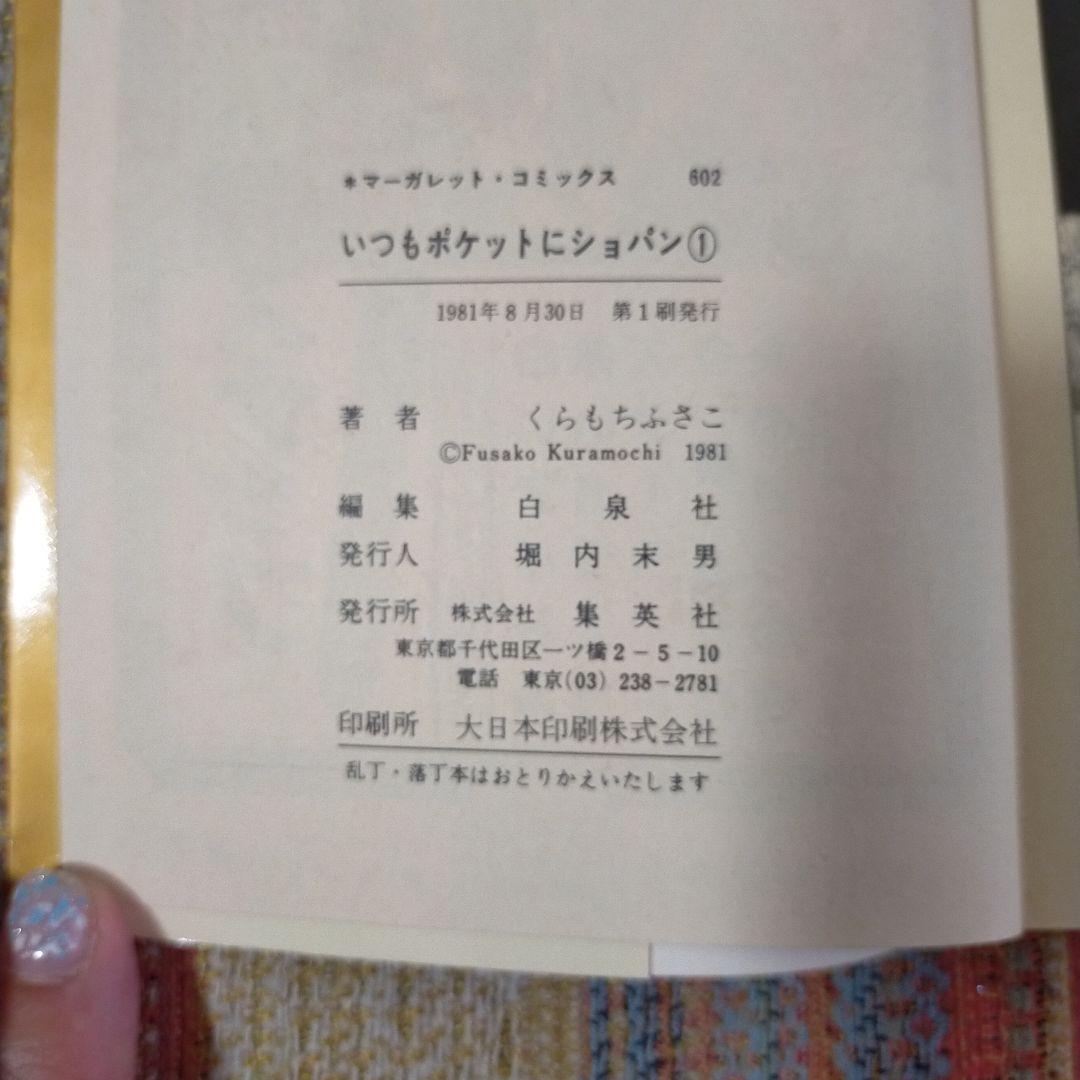 *マーガレット・コミックス 602
いつもポケットにショパン①
1981年8月30日 第1刷発行
著者 くらもちふさこ
©Fusako Kuramochi 1981
編集 白泉社
発行人 堀内末男
発行所 株式会社 集英社
東京都千代田区一ツ橋2-5-10
電話 東京(03)238-2781
印刷所 大日本印刷株式会社
乱丁・落丁本はおとりかえいたします